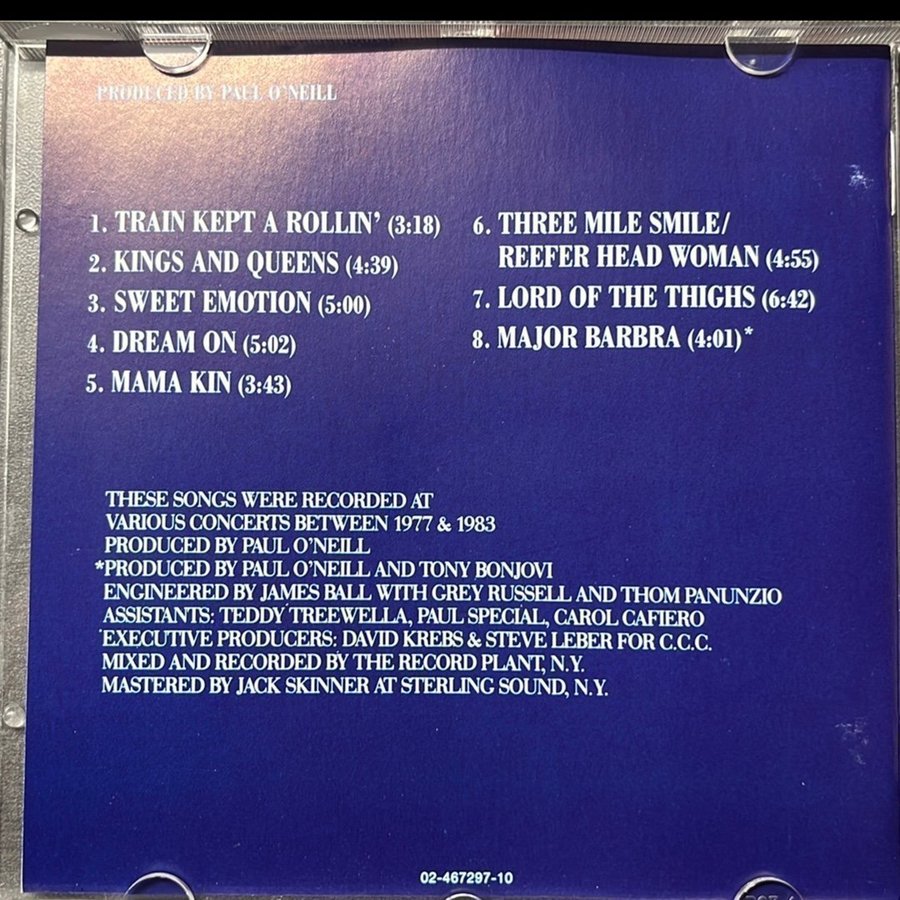 PRODUCED BY PAUL O'NEILL
1. TRAIN KEPT A ROLLIN' (3:18)
2. KINGS AND QUEENS (4:39)
3. SWEET EMOTION (5:00)
4. DREAM ON (5:02)
5. MAMA KIN (3:43)
6. THREE MILE SMILE/
REEFER HEAD WOMAN (4:55)
7. LORD OF THE THIGHS (6:42)
8. MAJOR BARBRA (4:01)*
THESE SONGS WERE RECORDED AT
VARIOUS CONCERTS BETWEEN 1977 & 1983
PRODUCED BY PAUL O'NEILL
*PRODUCED BY PAUL O'NEILL AND TONY BONJOVI
ENGINEERED BY JAMES BALL WITH GREY RUSSELL AND THOM PANUNZIO
ASSISTANTS: TEDDY TREEWELLA, PAUL SPECIAL, CAROL CAFIERO
EXECUTIVE PRODUCERS: DAVID KREBS & STEVE LEBER FOR C.C.C.
MIXED AND RECORDED BY THE RECORD PLANT, N.Y.
MASTERED BY JACK SKINNER AT STERLING SOUND, N.Y.
02-467297-10